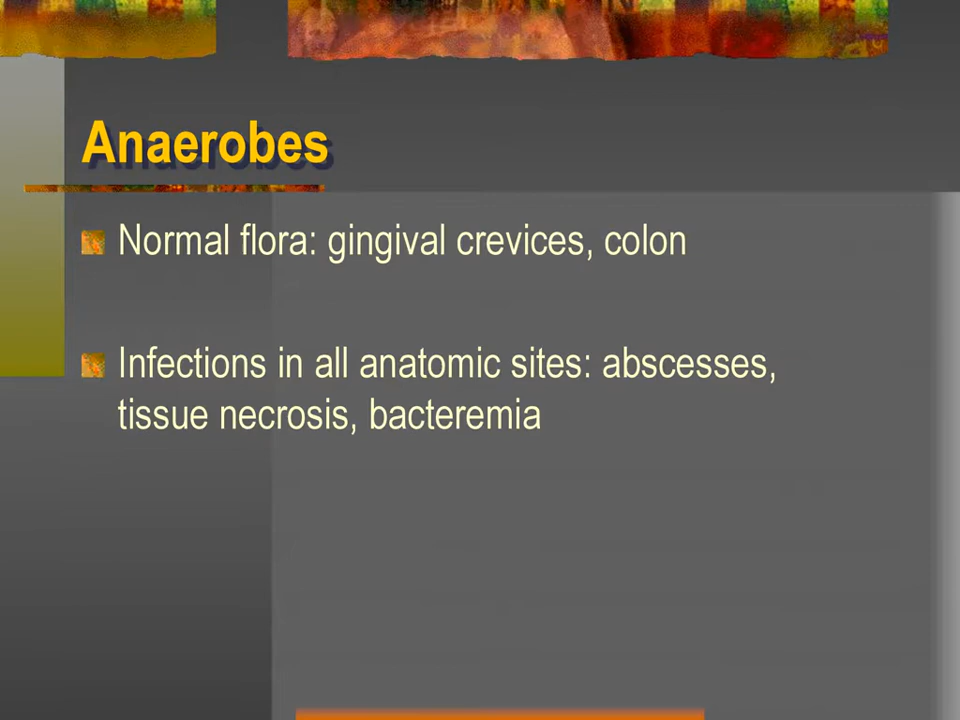 Anaerobes
Normal flora: gingival crevices, colon
Infections in all anatomic sites: abscesses,
tissue necrosis, bacteremia